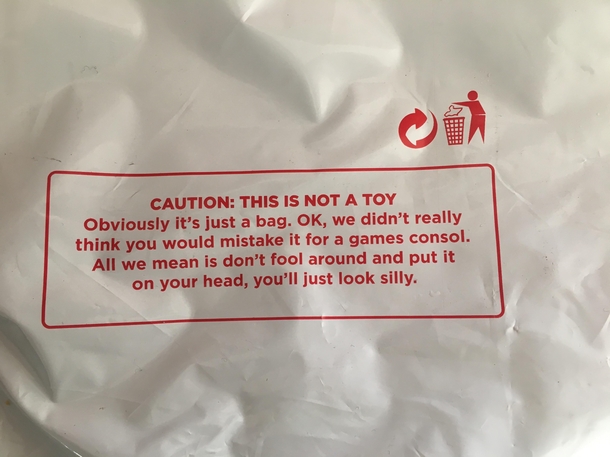 CAUTION: THIS IS NOT A TOY
Obviously it's just a bag. OK, we didn't really
think you would mistake it for a games consol.
All we mean is don't fool around and put it
on your head, you'll just look silly.